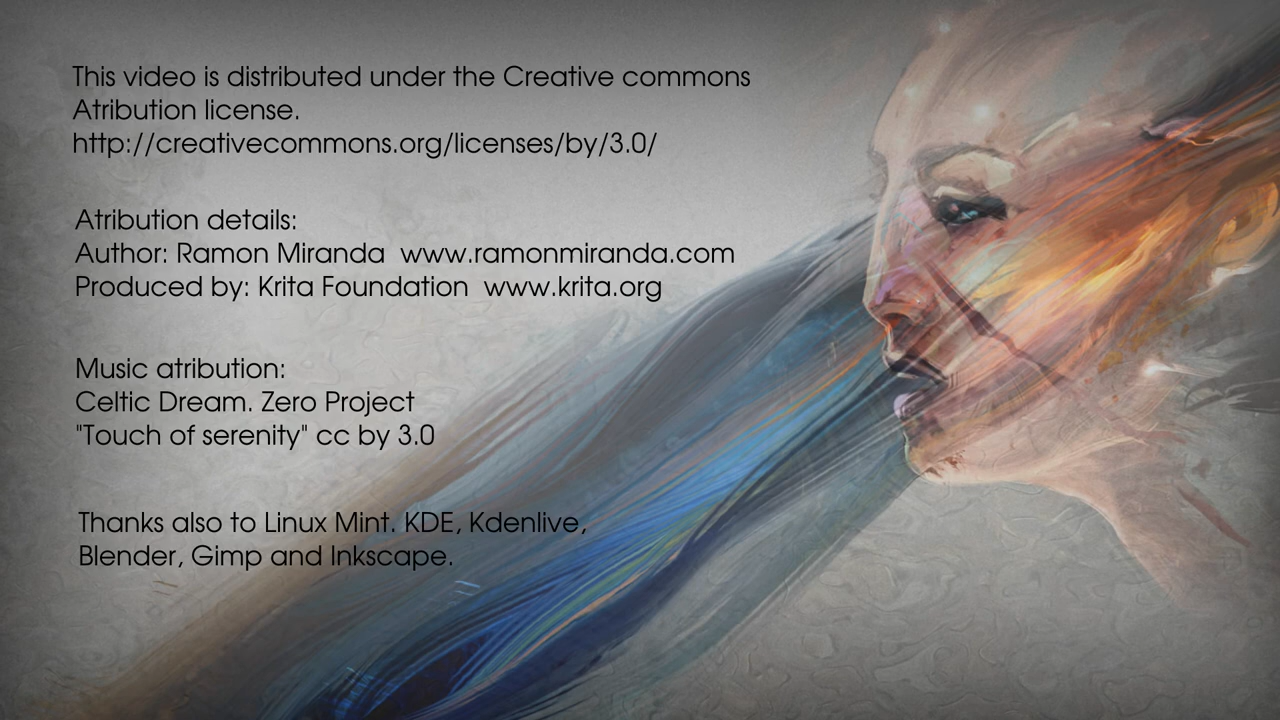 This video is distributed under the Creative commons
Atribution license.
http://creativecommons.org/licenses/by/3.0/
Atribution details:
Author: Ramon Miranda www.ramonmiranda.com
Produced by: Krita Foundation www.krita.org
Music atribution:
Celtic Dream. Zero Project
"Touch of serenity" cc by 3.0
Thanks also to Linux Mint. KDE, Kdenlive,
Blender, Gimp and Inkscape.